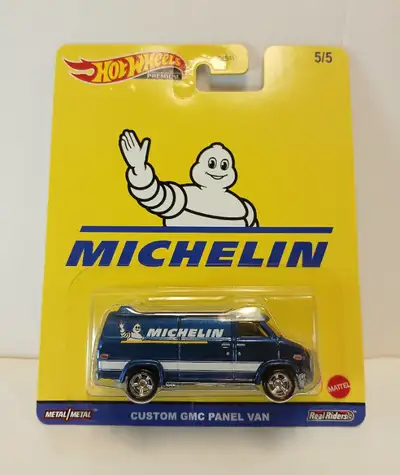 HOT WHEELS
PREMIUM
5/5
MICHELIN
MICHELIN
MATTEL
METAL/METAL
CUSTOM GMC PANEL VAN
Real Riders